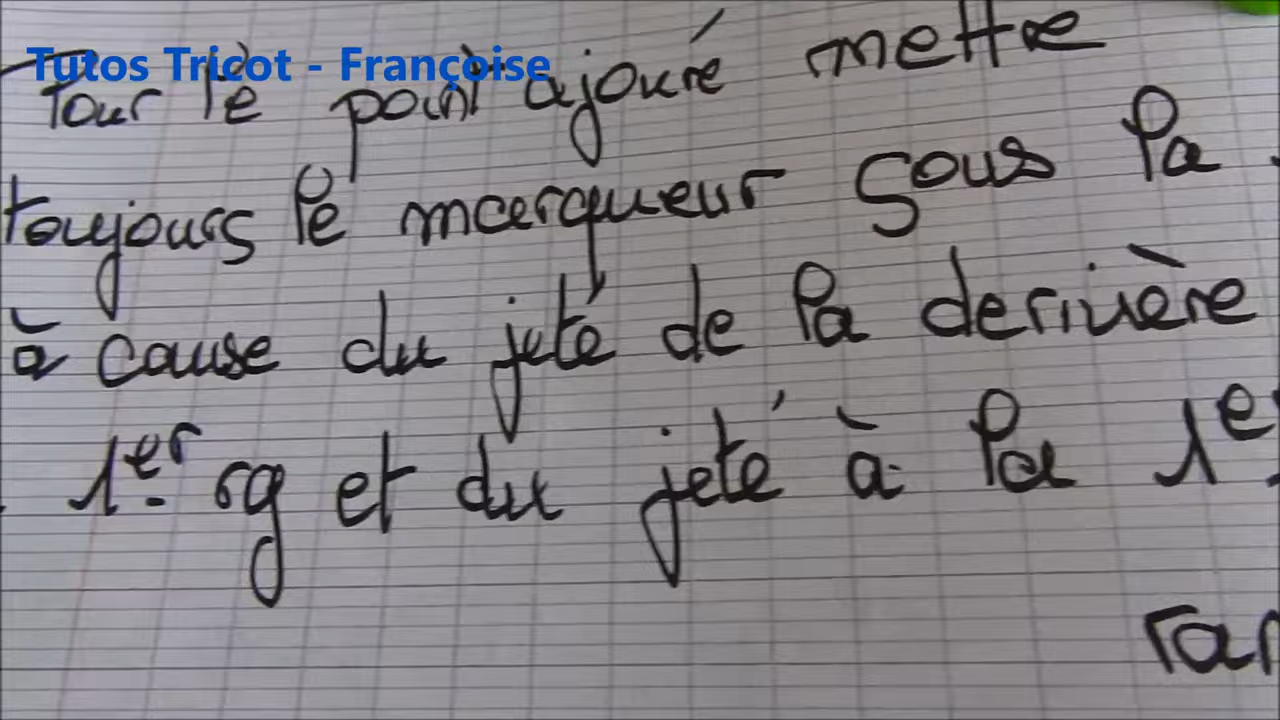 Tutos Tricot - Françoise
Pour le point ajouré mettre
toujours le marqueur sous la
à cause du jeté de la dernière
1er rg et du jeté à la 1e
ran